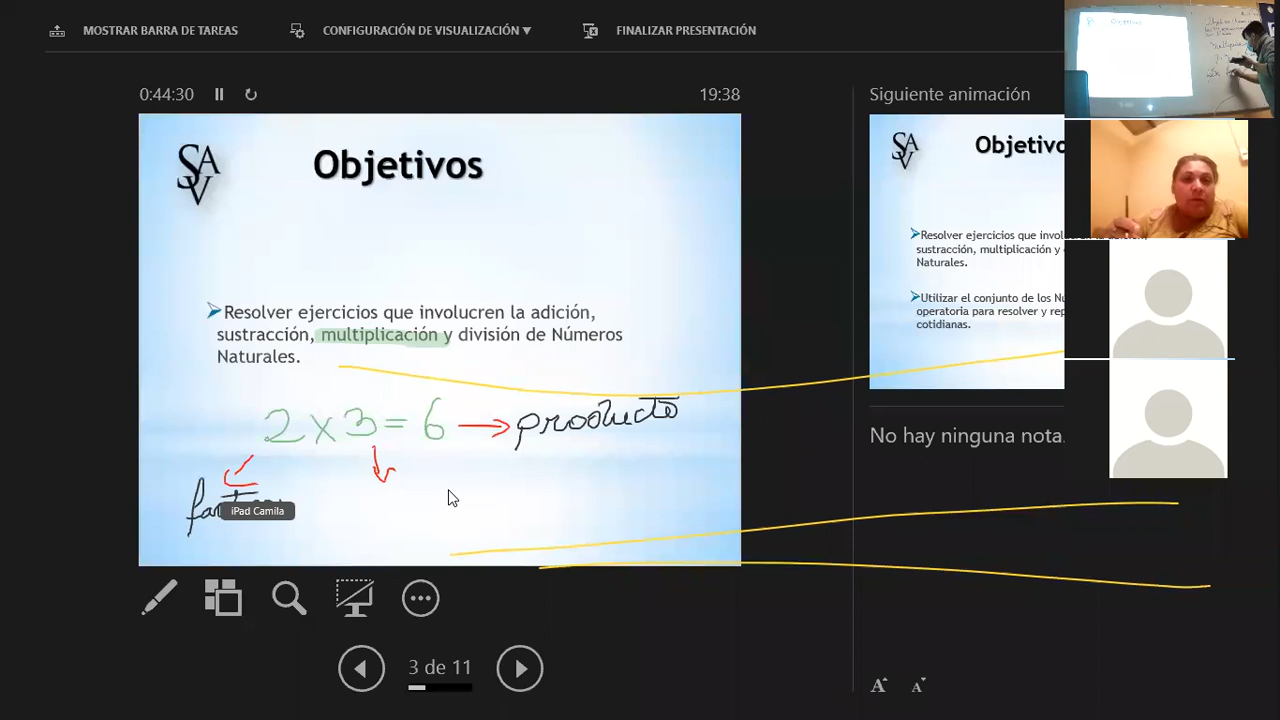 MOSTRAR BARRA DE TAREAS
CONFIGURACIÓN DE VISUALIZACIÓN ▼
FINALIZAR PRESENTACIÓN
0:44:30
19:38
SAV
Objetivos
Resolver ejercicios que involucren la adición,
sustracción, multiplicación y división de Números
Naturales.
2 x 3 = 6 → producto
iPad Camila
Siguiente animación
SAV
Objetivo
Resolver ejercicios que
sustracción, multiplicación y
Naturales.
Utilizar el conjunto de los
operatoria para resolver y
cotidianas.
No hay ninguna nota.
3 de 11
A A
Objetivos